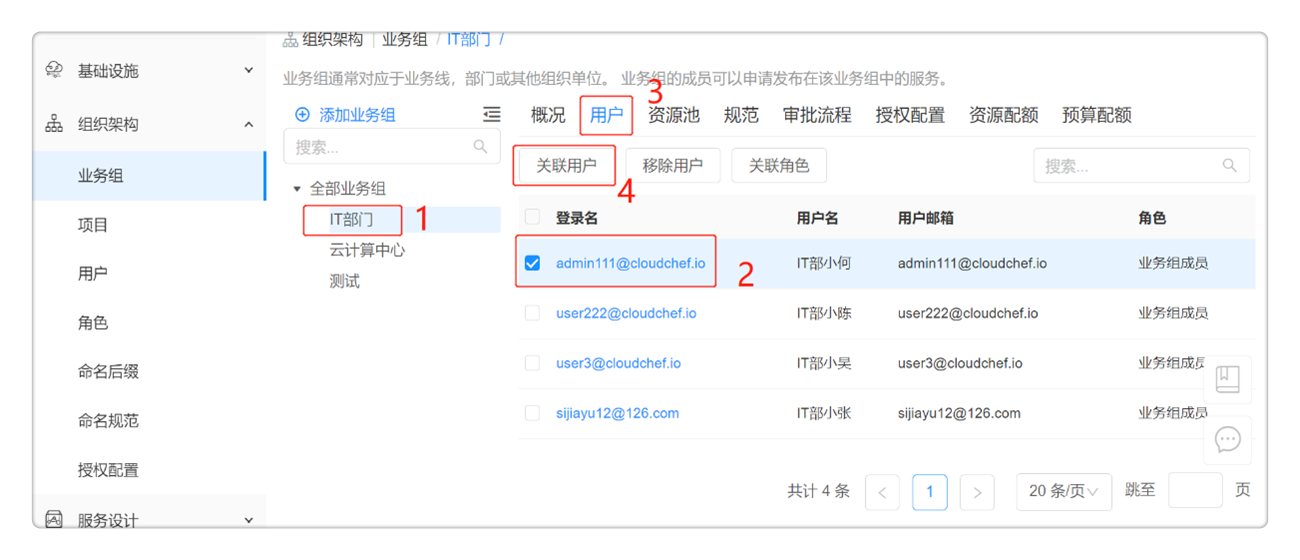 组织架构 业务组 / IT部门 /
基础设施
业务组通常对应于业务线，部门或其他组织单位。 业务组的成员可以申请发布在该业务组中的服务。
3
添加业务组
概况 用户 资源池 规范 审批流程 授权配置 资源配额 预算配额
组织架构
搜索...
关联用户 移除用户 关联角色 搜索...
业务组
4
全部业务组
IT部门 1
登录名 用户名 用户邮箱 角色
项目
云计算中心
admin111@cloudchef.io 2 IT部小何 admin111@cloudchef.io 业务组成员
用户
测试
user222@cloudchef.io IT部小陈 user222@cloudchef.io 业务组成员
角色
user3@cloudchef.io IT部小吴 user3@cloudchef.io 业务组成员
命名后缀
sijiayu12@126.com IT部小张 sijiayu12@126.com 业务组成员
命名规范
授权配置
共计 4 条 < 1 > 20 条/页 跳至 页
服务设计